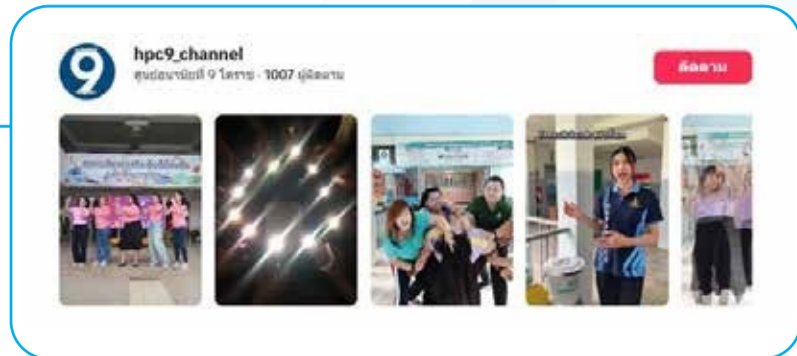 9
hpc9_channel
ศูนย์อนามัยที่ 9 โคราช · 1007 ผู้ติดตาม
ติดตาม